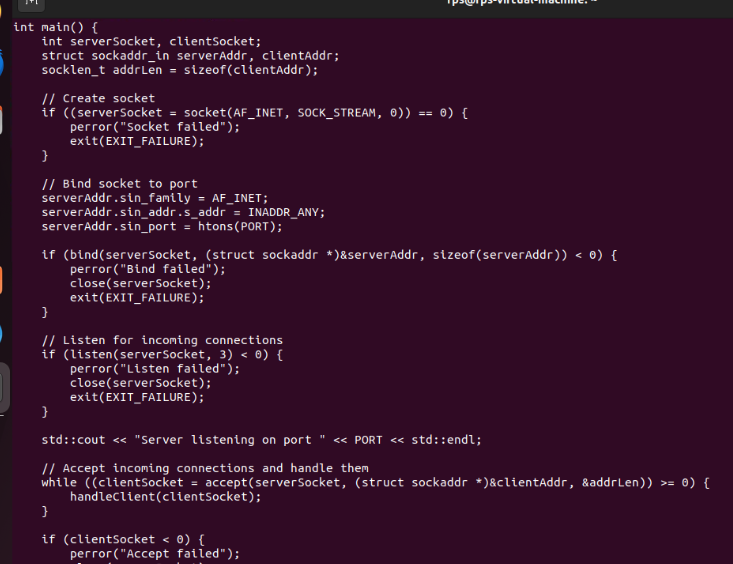 rps@rps-virtual-machine: ~
int main() {
    int serverSocket, clientSocket;
    struct sockaddr_in serverAddr, clientAddr;
    socklen_t addrLen = sizeof(clientAddr);

    // Create socket
    if ((serverSocket = socket(AF_INET, SOCK_STREAM, 0)) == 0) {
        perror("Socket failed");
        exit(EXIT_FAILURE);
    }

    // Bind socket to port
    serverAddr.sin_family = AF_INET;
    serverAddr.sin_addr.s_addr = INADDR_ANY;
    serverAddr.sin_port = htons(PORT);

    if (bind(serverSocket, (struct sockaddr *)&serverAddr, sizeof(serverAddr)) < 0) {
        perror("Bind failed");
        close(serverSocket);
        exit(EXIT_FAILURE);
    }

    // Listen for incoming connections
    if (listen(serverSocket, 3) < 0) {
        perror("Listen failed");
        close(serverSocket);
        exit(EXIT_FAILURE);
    }

    std::cout << "Server listening on port " << PORT << std::endl;

    // Accept incoming connections and handle them
    while ((clientSocket = accept(serverSocket, (struct sockaddr *)&clientAddr, &addrLen)) >= 0) {
        handleClient(clientSocket);
    }

    if (clientSocket < 0) {
        perror("Accept failed");